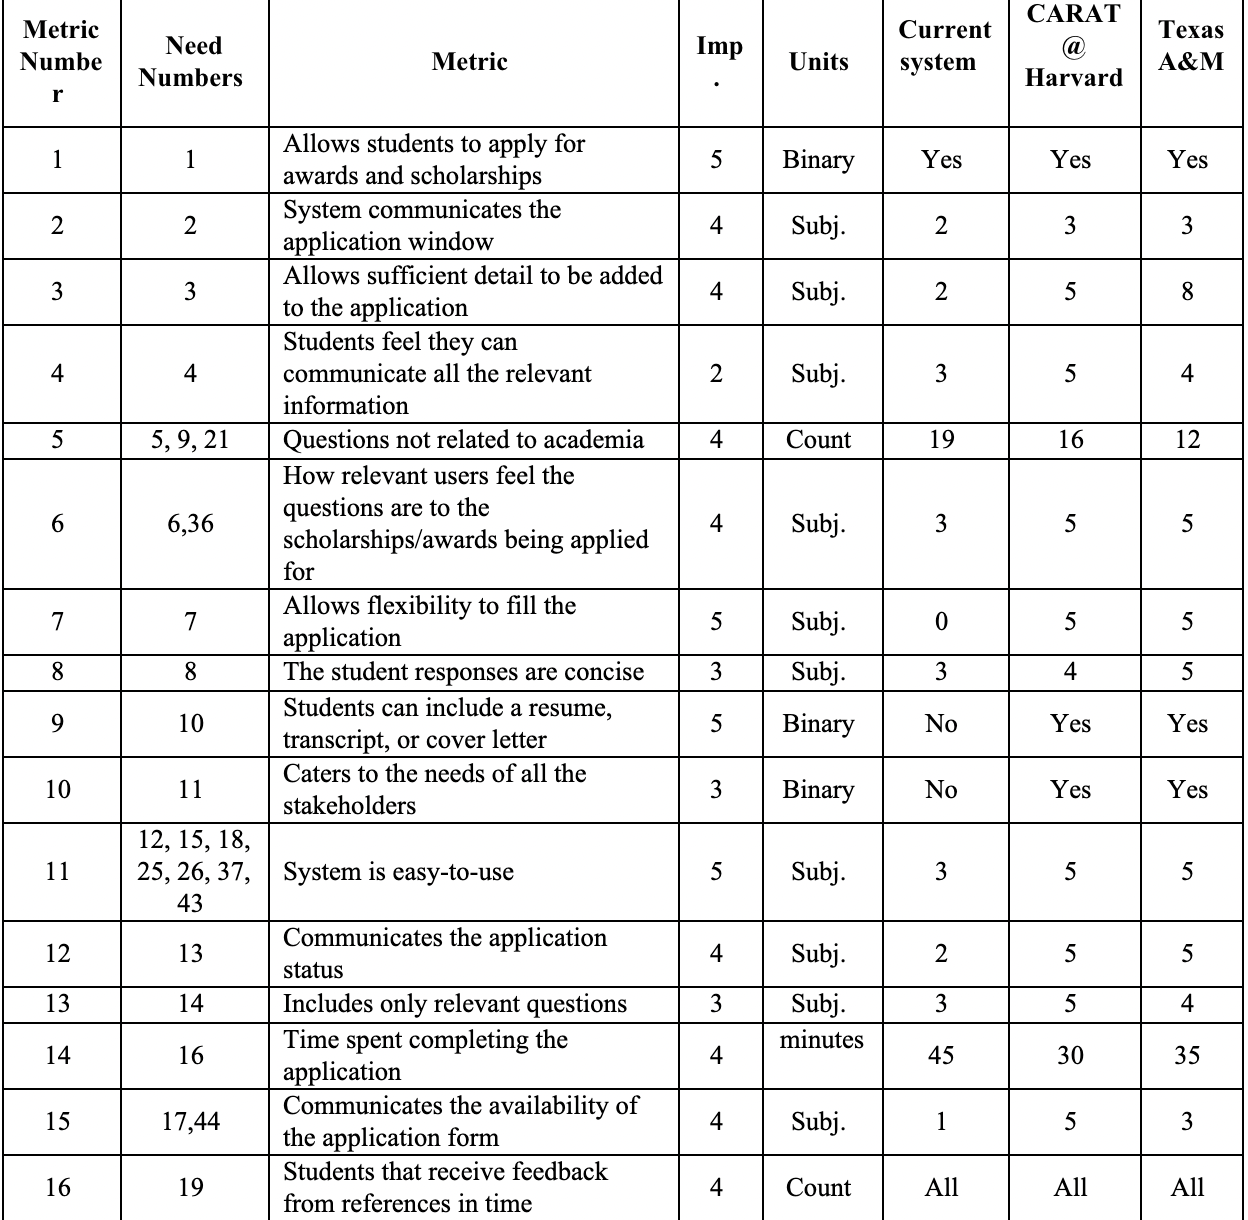 Metric Numbe r | Need Numbers | Metric | Imp . | Units | Current system | CARAT @ Harvard | Texas A&M
1 | 1 | Allows students to apply for awards and scholarships | 5 | Binary | Yes | Yes | Yes
2 | 2 | System communicates the application window | 4 | Subj. | 2 | 3 | 3
3 | 3 | Allows sufficient detail to be added to the application | 4 | Subj. | 2 | 5 | 8
4 | 4 | Students feel they can communicate all the relevant information | 2 | Subj. | 3 | 5 | 4
5 | 5, 9, 21 | Questions not related to academia | 4 | Count | 19 | 16 | 12
6 | 6,36 | How relevant users feel the questions are to the scholarships/awards being applied for | 4 | Subj. | 3 | 5 | 5
7 | 7 | Allows flexibility to fill the application | 5 | Subj. | 0 | 5 | 5
8 | 8 | The student responses are concise | 3 | Subj. | 3 | 4 | 5
9 | 10 | Students can include a resume, transcript, or cover letter | 5 | Binary | No | Yes | Yes
10 | 11 | Caters to the needs of all the stakeholders | 3 | Binary | No | Yes | Yes
11 | 12, 15, 18, 25, 26, 37, 43 | System is easy-to-use | 5 | Subj. | 3 | 5 | 5
12 | 13 | Communicates the application status | 4 | Subj. | 2 | 5 | 5
13 | 14 | Includes only relevant questions | 3 | Subj. | 3 | 5 | 4
14 | 16 | Time spent completing the application | 4 | minutes | 45 | 30 | 35
15 | 17,44 | Communicates the availability of the application form | 4 | Subj. | 1 | 5 | 3
16 | 19 | Students that receive feedback from references in time | 4 | Count | All | All | All